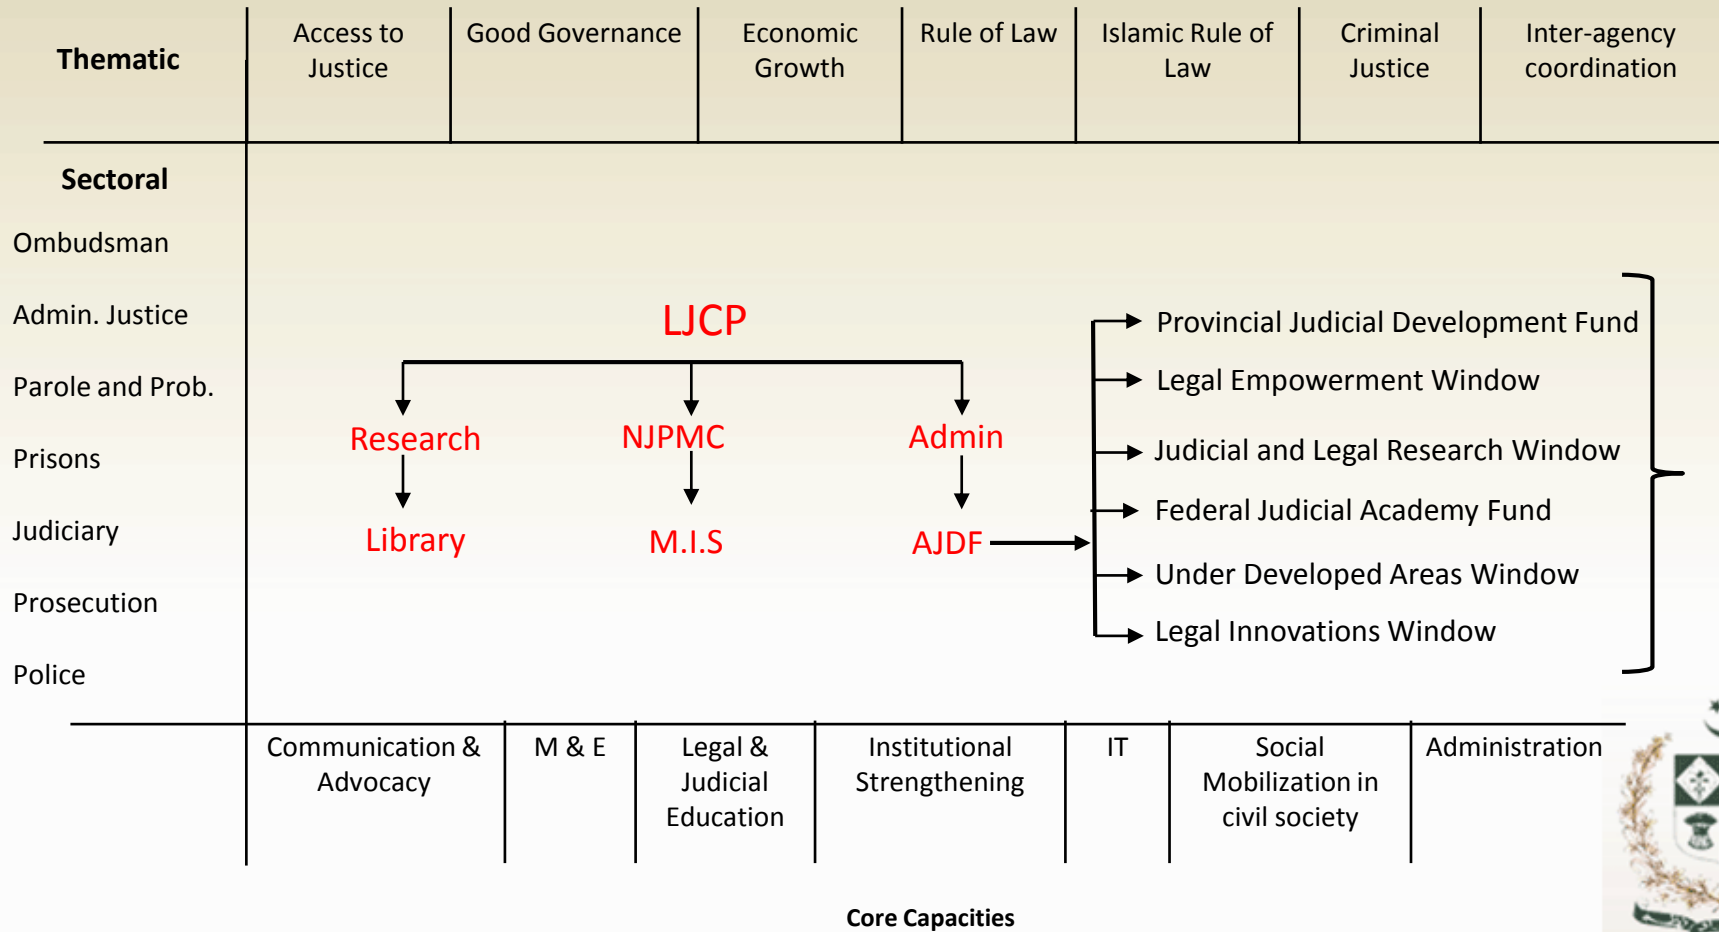 Thematic
Access to
Justice
Good Governance
Economic
Growth
Rule of Law
Islamic Rule of
Law
Criminal
Justice
Inter-agency
coordination
Sectoral
Ombudsman
Admin. Justice
Parole and Prob.
Prisons
Judiciary
Prosecution
Police
LJCP
Research
NJPMC
Admin
Library
M.I.S
AJDF
Provincial Judicial Development Fund
Legal Empowerment Window
Judicial and Legal Research Window
Federal Judicial Academy Fund
Under Developed Areas Window
Legal Innovations Window
Communication &
Advocacy
M & E
Legal &
Judicial
Education
Institutional
Strengthening
IT
Social
Mobilization in
civil society
Administration
Core Capacities